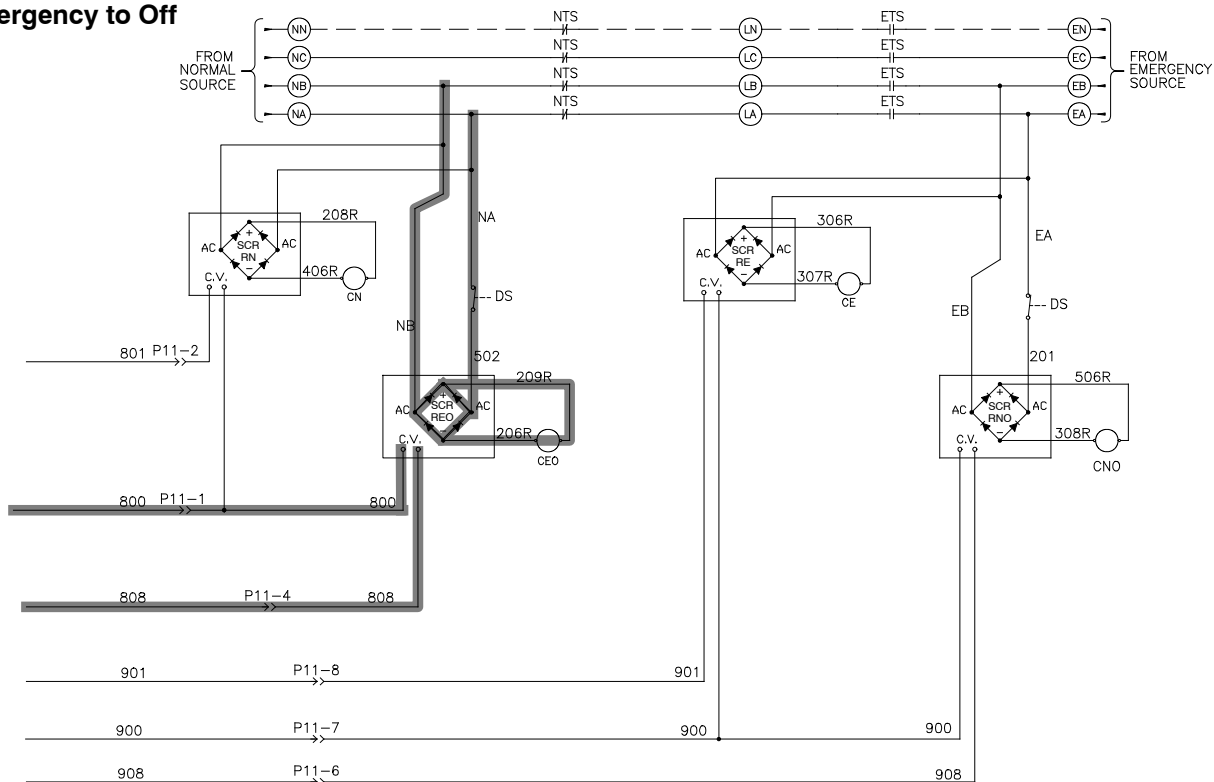 ergency to Off
NTS ETS
NN LN EN
NTS ETS
FROM
NORMAL
SOURCE
NC LC EC
FROM
EMERGENCY
SOURCE
NTS ETS
NB LB EB
NTS ETS
NA LA EA
208R
AC + AC
SCR
RN
–
406R
C.V.
CN
NA
306R
AC + AC
SCR
RE
–
307R
C.V.
CE
EA
DS
NB
EB
DS
801 P11–2
502
209R
AC + AC
SCR
REO
–
206R
C.V.
CEO
201
506R
AC + AC
SCR
RNO
–
308R
C.V.
CNO
800 P11–1 800
808 P11–4 808
901 P11–8 901
900 P11–7 900 900
908 P11–6 908